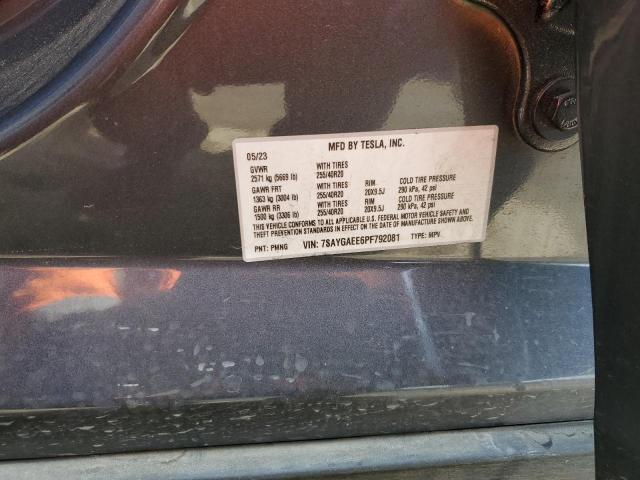 MFD BY TESLA, INC.
05/23
GVWR WITH TIRES
2571 kg (5669 lb) 255/40R20
GAWR FRT WITH TIRES RIM COLD TIRE PRESSURE
1363 kg (3004 lb) 255/40R20 20X9.5J 290 kPa, 42 psi
GAWR RR WITH TIRES RIM COLD TIRE PRESSURE
1500 kg (3306 lb) 255/40R20 20X9.5J 290 kPa, 42 psi
THIS VEHICLE CONFORMS TO ALL APPLICABLE U.S. FEDERAL MOTOR VEHICLE SAFETY AND
THEFT PREVENTION STANDARDS IN EFFECT ON THE DATE OF MANUFACTURE SHOWN ABOVE.
PNT: PMNG VIN: 7SAYGAEE6PF792081 TYPE: MPV